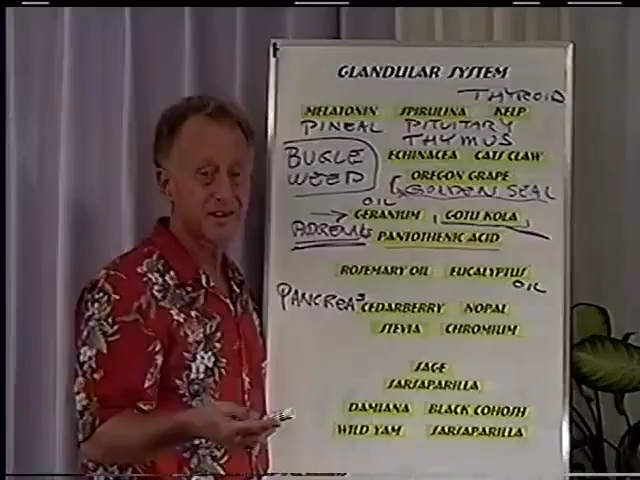 GLANDULAR SYSTEM
THYROID
MELATONIN SPIRULINA KELP
PINEAL PITUITARY
THYMUS
BUGLE ECHINACEA CATS CLAW
WEED OREGON GRAPE
GOLDEN SEAL
OIL
GERANIUM GOTU KOLA
ADRENALS PANTOTHENIC ACID
ROSEMARY OIL EUCALYPTUS
OIL
PANCREAS CEDARBERRY NOPAL
STEVIA CHROMIUM
SAGE
SARSAPARILLA
DAMIANA BLACK COHOSH
WILD YAM SARSAPARILLA